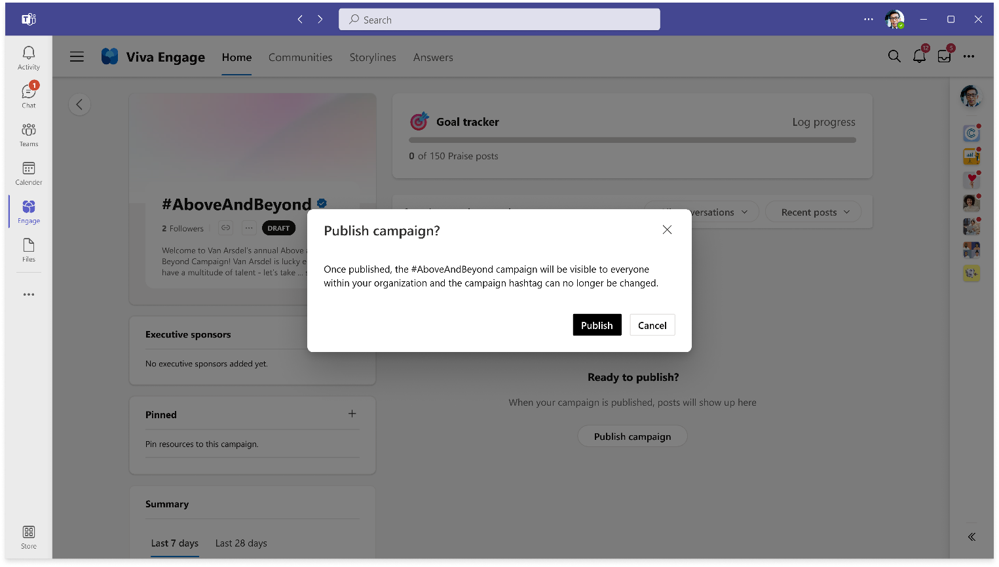 Search
Activity
1
Chat
Teams
Calender
Engage
Files
Store
Viva Engage
Home
Communities
Storylines
Answers
12
5
#AboveAndBeyond
2 Followers
DRAFT
Welcome to Van Arsdel's annual Above
Beyond Campaign! Van Arsdel is lucky
have a multitude of talent - let's take ...
Executive sponsors
No executive sponsors added yet.
Pinned
Pin resources to this campaign.
Summary
Last 7 days
Last 28 days
Goal tracker
Log progress
0 of 150 Praise posts
Recent posts
Publish campaign?
Once published, the #AboveAndBeyond campaign will be visible to everyone
within your organization and the campaign hashtag can no longer be changed.
Publish
Cancel
Ready to publish?
When your campaign is published, posts will show up here
Publish campaign